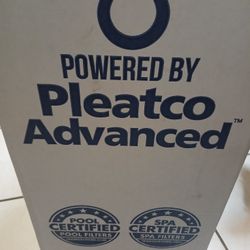 POWERED BY
Pleatco
Advanced™
POOL
CERTIFIED
POOL FILTERS
SPA
CERTIFIED
SPA FILTERS